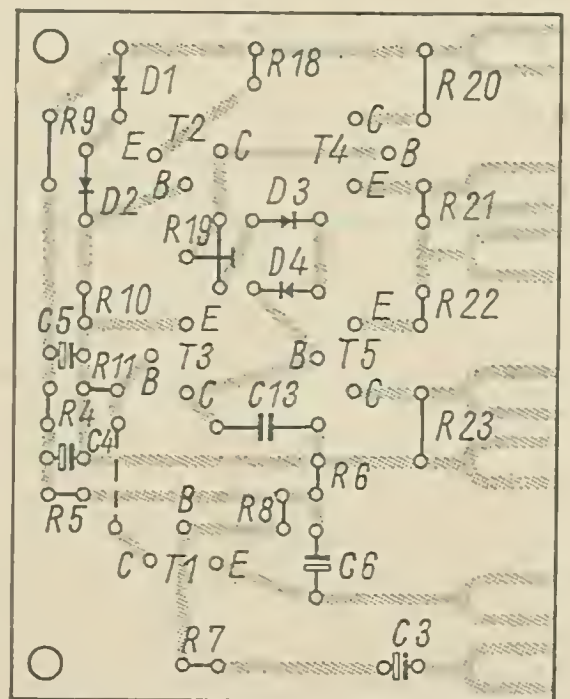 D1 R18 R20
R9 E T2 C T4 C B
D2 B D3 E R21
R19 D4
R10 R22
C5 E E
R11 B T3 B T5
R4 C C13 C R23
C4
R5 B R8 R6
C T1 E C6
R7 C3